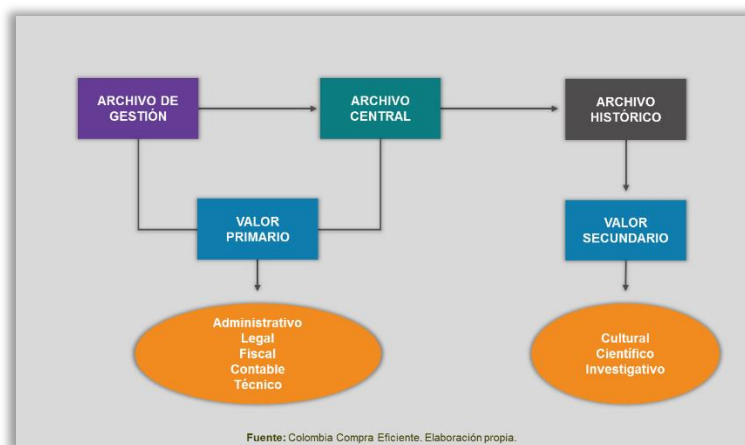 ARCHIVO DE
GESTIÓN
ARCHIVO
CENTRAL
ARCHIVO
HISTÓRICO
VALOR
PRIMARIO
VALOR
SECUNDARIO
Administrativo
Legal
Fiscal
Contable
Técnico
Cultural
Científico
Investigativo
Fuente: Colombia Compra Eficiente. Elaboración propia.